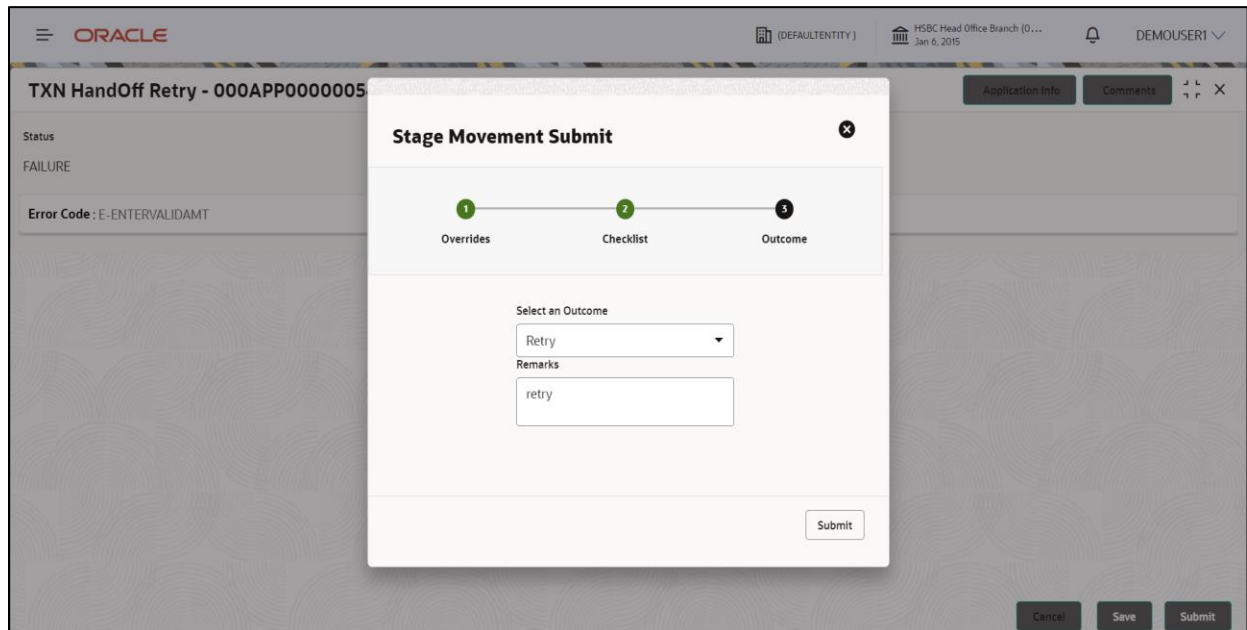 ORACLE
(DEFAULTENTITY)
HSBC Head Office Branch (0...
Jan 6, 2015
DEMOUSER1
TXN HandOff Retry - 000APP0000005
Application Info
Comments
Status
FAILURE
Error Code : E-ENTERVALIDAMT
Stage Movement Submit
1
2
3
Overrides
Checklist
Outcome
Select an Outcome
Retry
Remarks
retry
Submit
Cancel
Save
Submit